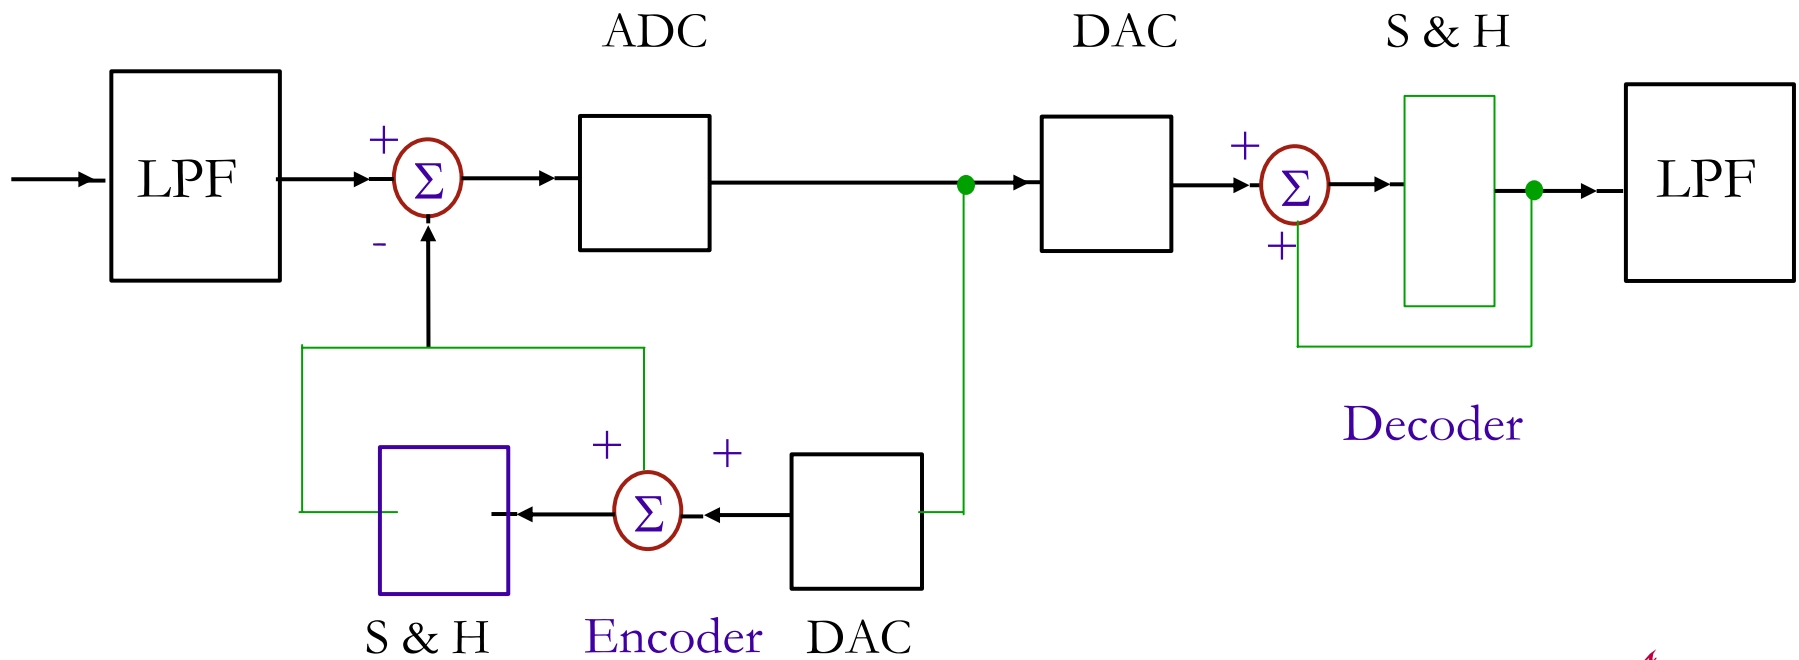 ADC DAC S & H
LPF + Σ + Σ LPF
- +
Decoder
+ +
Σ
S & H Encoder DAC